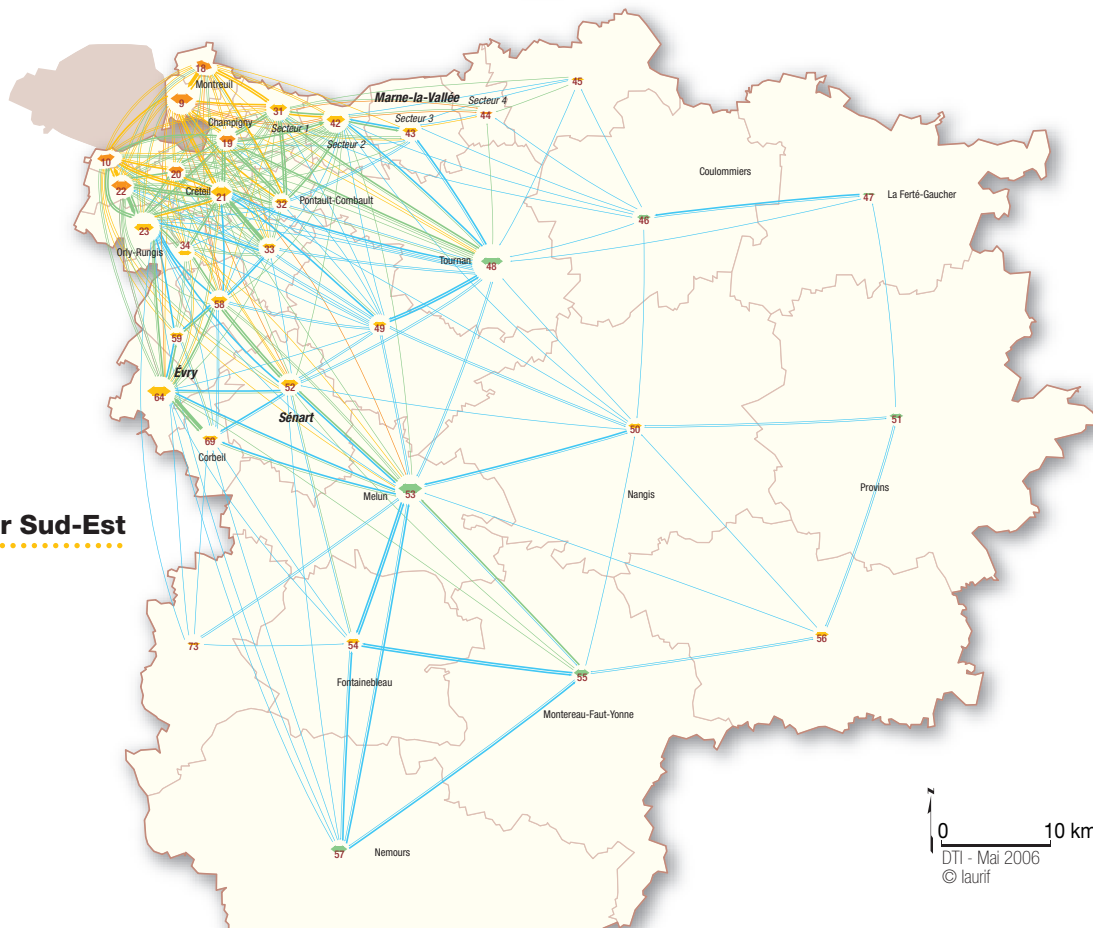 18
Montreuil
9
Marne-la-Vallée
Secteur 4
45
31
44
Champigny
Secteur 1
42
Secteur 3
43
19
Secteur 2
10
20
Coulommiers
22
Créteil
21
32
Pontault-Combault
47
La Ferté-Gaucher
46
23
34
33
Orly-Rungis
Tournan
48
58
49
59
Évry
64
52
Sénart
51
50
69
Corbeil
Melun
53
Nangis
Provins
r Sud-Est
73
54
56
55
Fontainebleau
Montereau-Faut-Yonne
57
Nemours
N
0
10 km
DTI - Mai 2006
© Iaurif